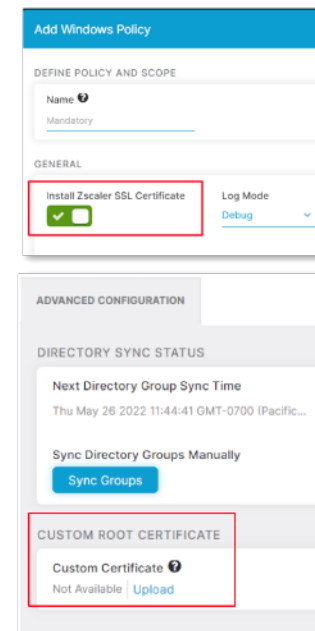 Add Windows Policy
DEFINE POLICY AND SCOPE
Name
Mandatory
GENERAL
Install Zscaler SSL Certificate
Log Mode
Debug
ADVANCED CONFIGURATION
DIRECTORY SYNC STATUS
Next Directory Group Sync Time
Thu May 26 2022 11:44:41 GMT-0700 (Pacific...
Sync Directory Groups Manually
Sync Groups
CUSTOM ROOT CERTIFICATE
Custom Certificate
Not Available Upload